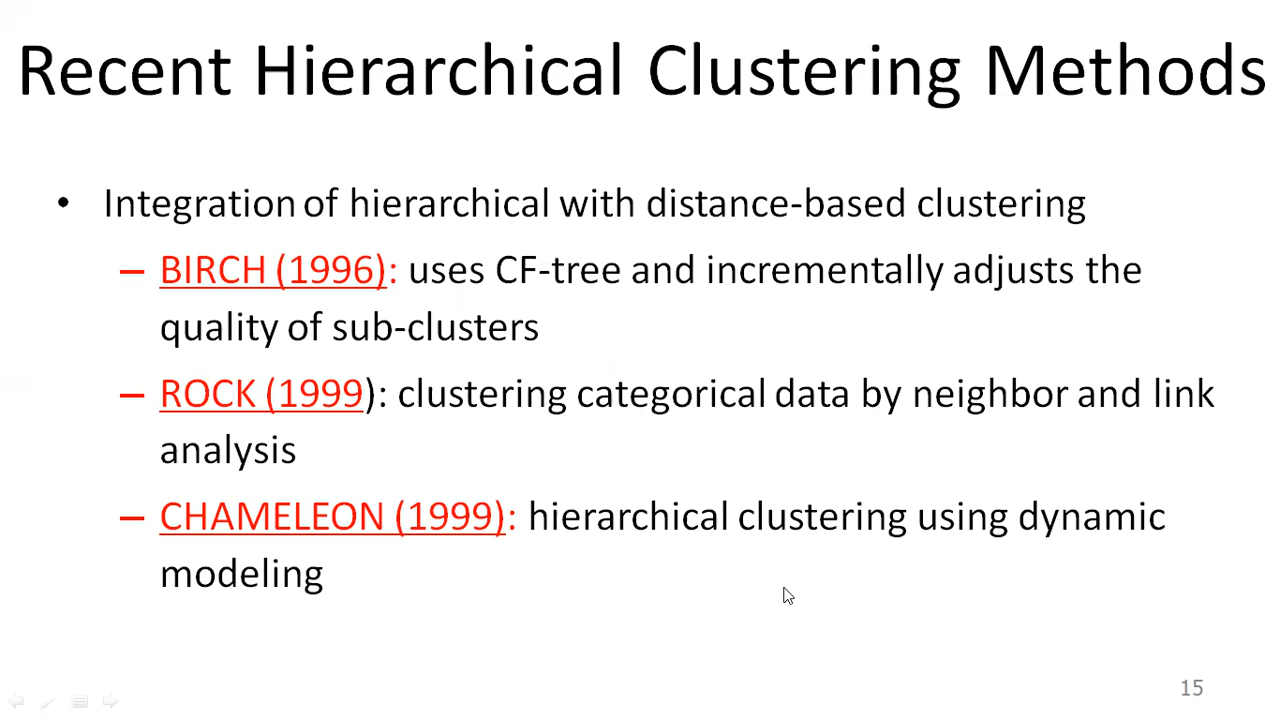 Recent Hierarchical Clustering Methods
• Integration of hierarchical with distance-based clustering
– BIRCH (1996): uses CF-tree and incrementally adjusts the
quality of sub-clusters
– ROCK (1999): clustering categorical data by neighbor and link
analysis
– CHAMELEON (1999): hierarchical clustering using dynamic
modeling
15